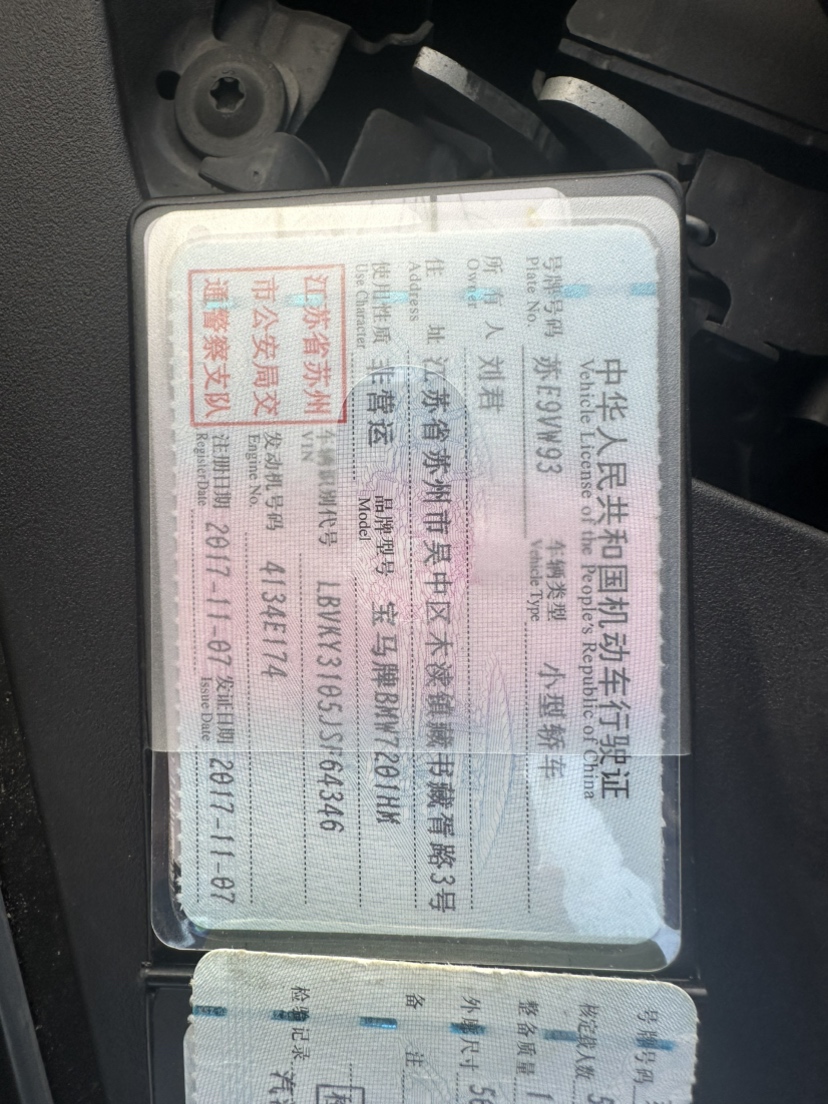 中华人民共和国机动车行驶证
Vehicle License of the People's Republic of China
号牌号码 苏E9VW93 车辆类型 小型轿车
Plate No. Vehicle Type
所有人 刘君
Owner
住址 江苏省苏州市吴中区木渎镇藏书藏胥路3号
Address
使用性质 非营运 品牌型号 宝马牌BMW7201HM
Use Character Model
车辆识别代号 LBVKY3105JSP64346
VIN
发动机号码 4134E174
Engine No.
注册日期 2017-11-07 发证日期 2017-11-07
Register Date Issue Date
江苏省苏州
市公安局交
通警察支队
号牌号码
核定载人数 5
整备质量 1
外廓尺寸
备注
检验记录